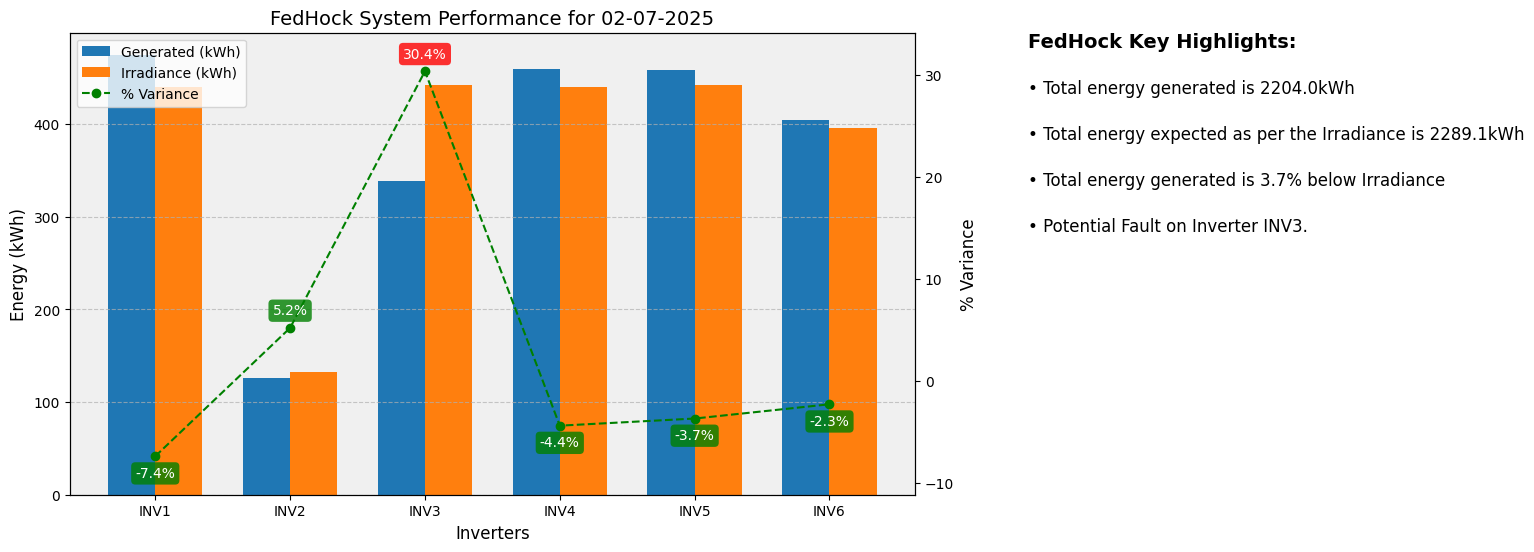 FedHock System Performance for 02-07-2025
Generated (kWh)
Irradiance (kWh)
% Variance
400
300
200
100
0
Energy (kWh)
30.4%
5.2%
-7.4%
-4.4%
-3.7%
-2.3%
30
20
10
0
−10
% Variance
INV1
INV2
INV3
INV4
INV5
INV6
Inverters
FedHock Key Highlights:
• Total energy generated is 2204.0kWh
• Total energy expected as per the Irradiance is 2289.1kWh
• Total energy generated is 3.7% below Irradiance
• Potential Fault on Inverter INV3.